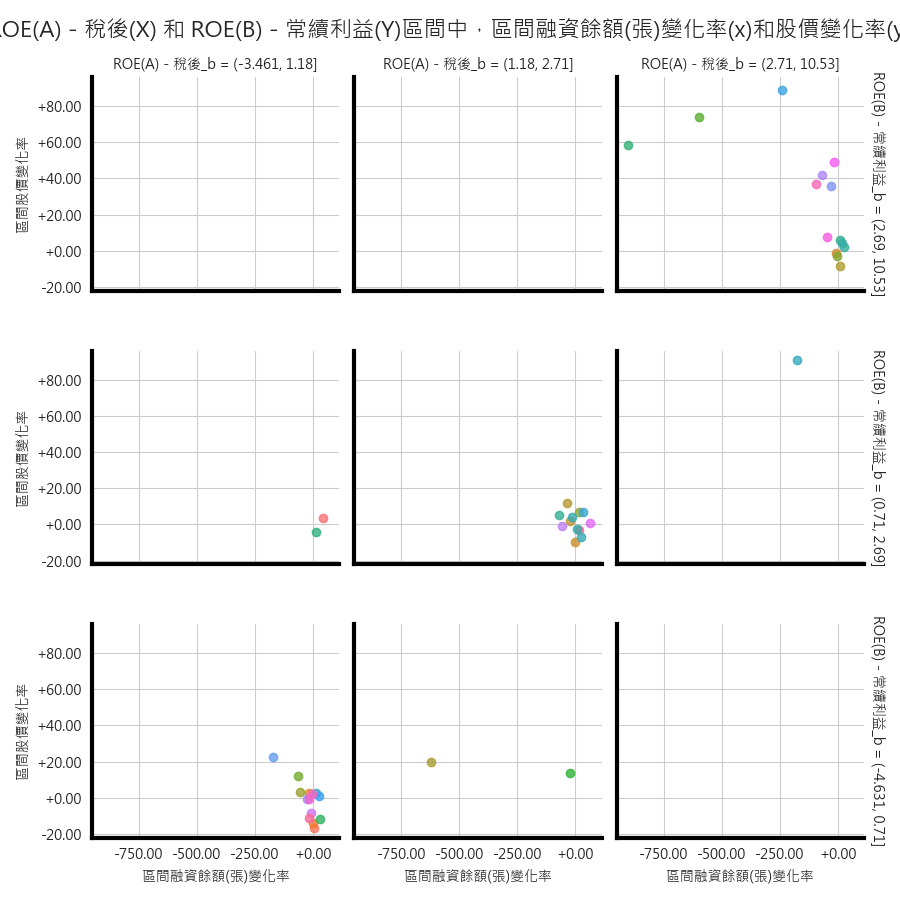 OE(A) - 稅後(X) 和 ROE(B) - 常續利益(Y)區間中，區間融資餘額(張)變化率(x)和股價變化率(y
ROE(A) - 稅後_b = (-3.461, 1.18]
ROE(A) - 稅後_b = (1.18, 2.71]
ROE(A) - 稅後_b = (2.71, 10.53]
區間股價變化率
+80.00
+60.00
+40.00
+20.00
+0.00
-20.00
ROE(B) - 常續利益_b = (2.69, 10.53]
區間股價變化率
+80.00
+60.00
+40.00
+20.00
+0.00
-20.00
ROE(B) - 常續利益_b = (0.71, 2.69]
區間股價變化率
+80.00
+60.00
+40.00
+20.00
+0.00
-20.00
ROE(B) - 常續利益_b = (-4.631, 0.71]
-750.00 -500.00 -250.00 +0.00
-750.00 -500.00 -250.00 +0.00
-750.00 -500.00 -250.00 +0.00
區間融資餘額(張)變化率
區間融資餘額(張)變化率
區間融資餘額(張)變化率